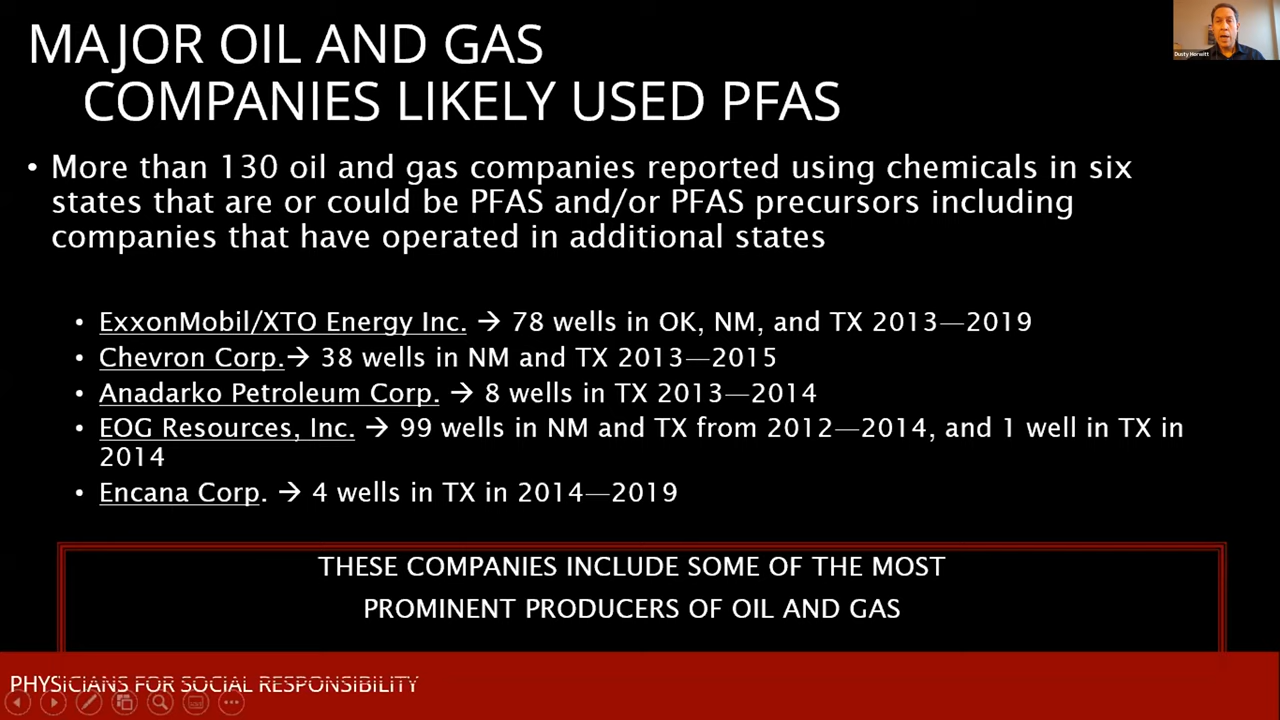 MAJOR OIL AND GAS
COMPANIES LIKELY USED PFAS
Dusty Horwitt
• More than 130 oil and gas companies reported using chemicals in six
states that are or could be PFAS and/or PFAS precursors including
companies that have operated in additional states
• ExxonMobil/XTO Energy Inc. → 78 wells in OK, NM, and TX 2013—2019
• Chevron Corp.→ 38 wells in NM and TX 2013—2015
• Anadarko Petroleum Corp. → 8 wells in TX 2013—2014
• EOG Resources, Inc. → 99 wells in NM and TX from 2012—2014, and 1 well in TX in
2014
• Encana Corp. → 4 wells in TX in 2014—2019
THESE COMPANIES INCLUDE SOME OF THE MOST
PROMINENT PRODUCERS OF OIL AND GAS
PHYSICIANS FOR SOCIAL RESPONSIBILITY